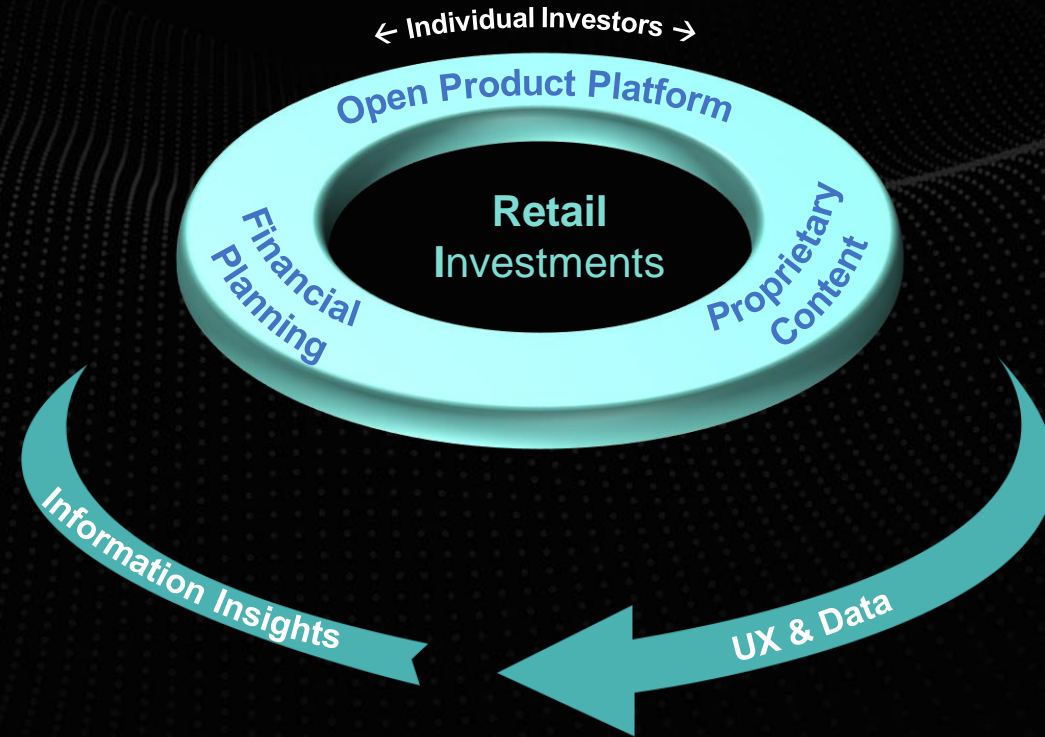 ← Individual Investors →
Open Product Platform
Retail
Investments
Financial
Planning
Proprietary
Content
Information Insights
UX & Data